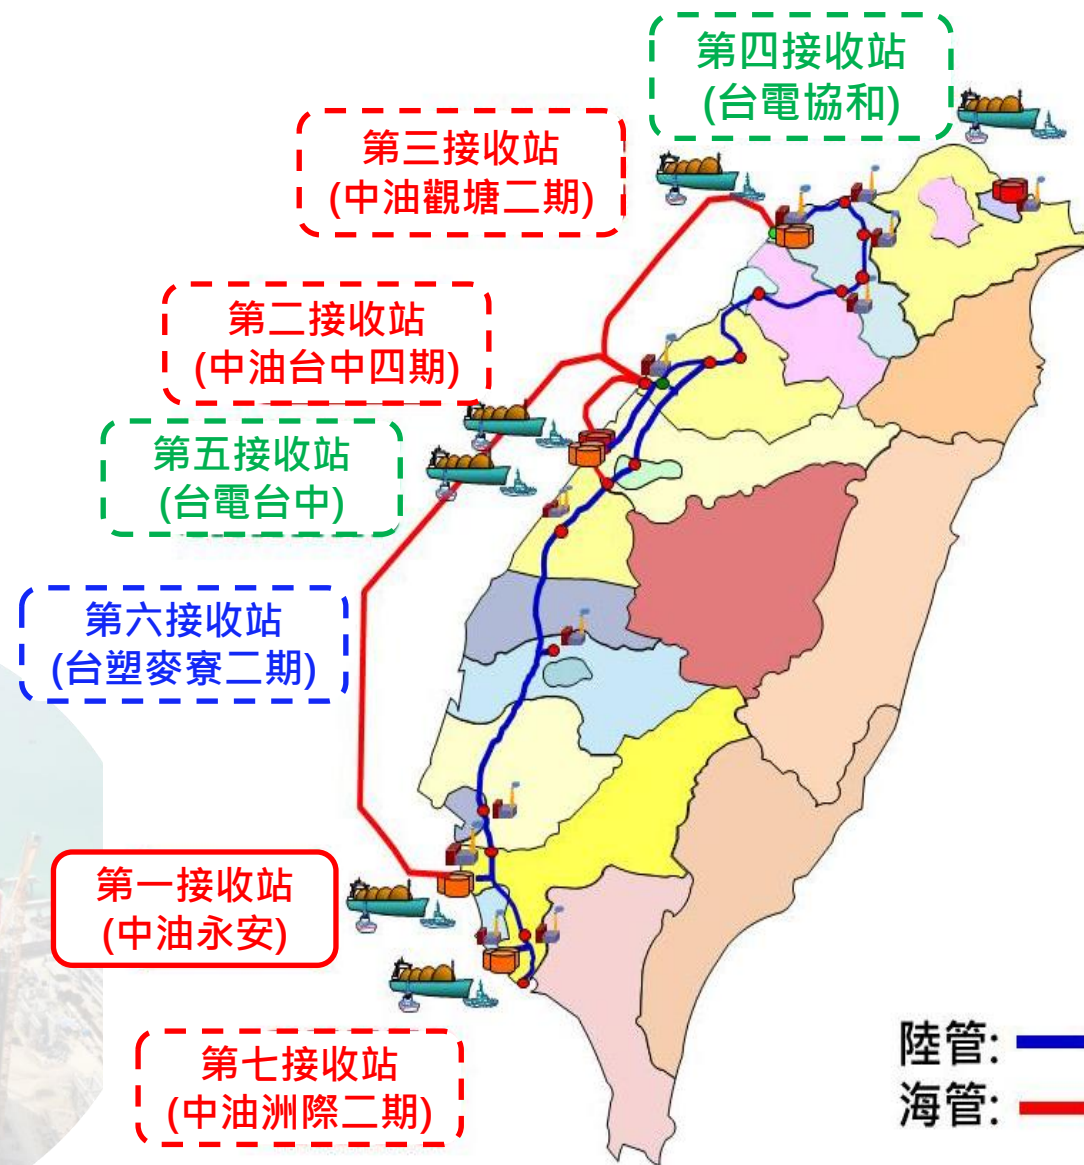 第四接收站
(台電協和)
第三接收站
(中油觀塘二期)
第二接收站
(中油台中四期)
第五接收站
(台電台中)
第六接收站
(台塑麥寮二期)
第一接收站
(中油永安)
第七接收站
(中油洲際二期)
陸管:
海管: